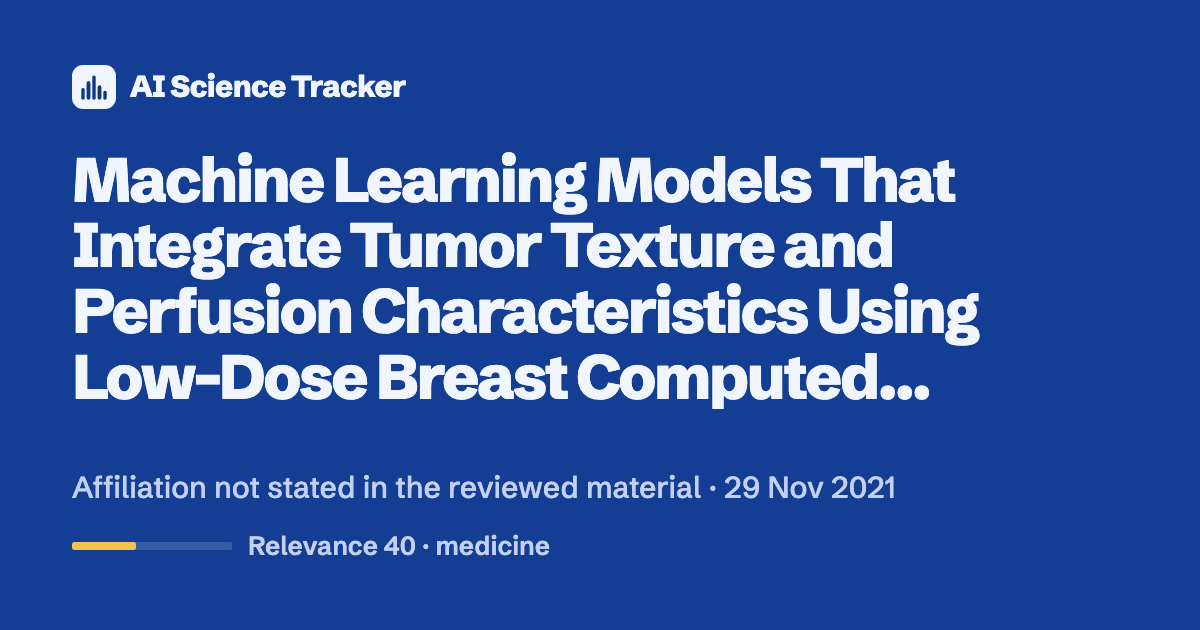 AI Science Tracker
Machine Learning Models That
Integrate Tumor Texture and
Perfusion Characteristics Using
Low-Dose Breast Computed...
Affiliation not stated in the reviewed material · 29 Nov 2021
Relevance 40 · medicine